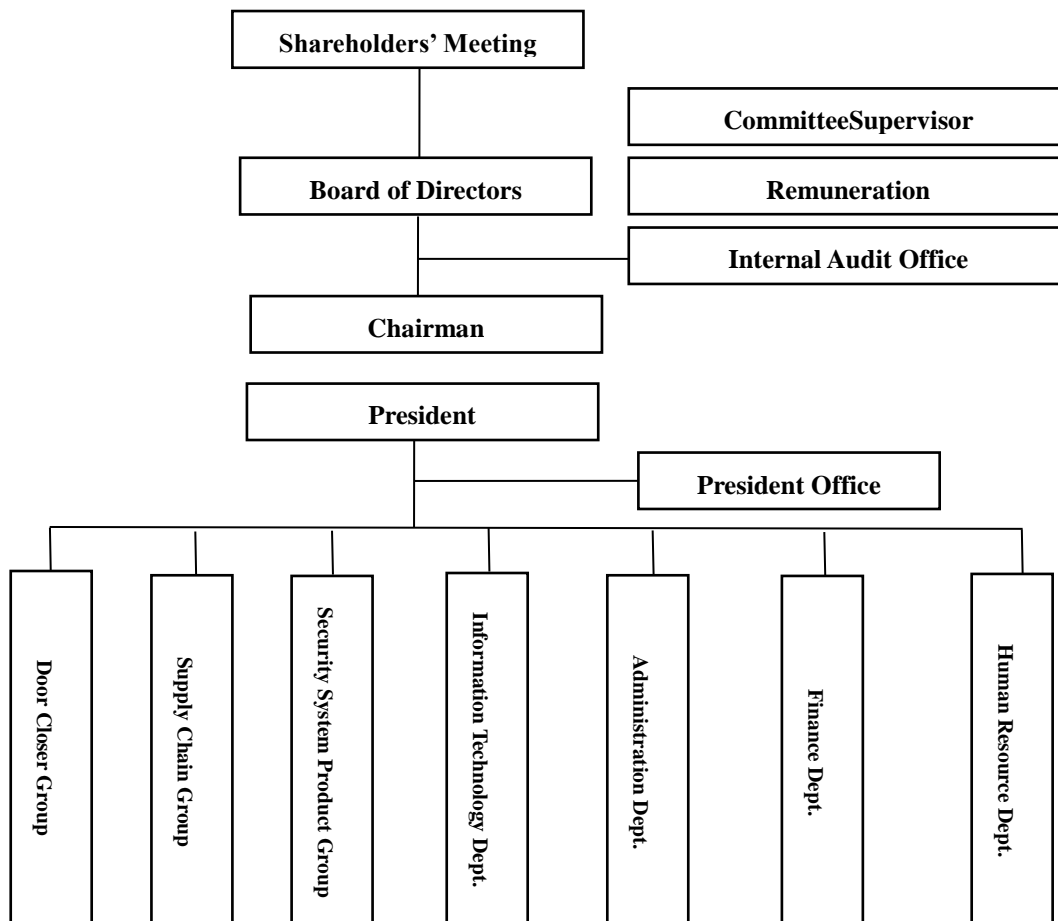 Shareholders’ Meeting
CommitteeSupervisor
Board of Directors
Remuneration
Internal Audit Office
Chairman
President
President Office
Door Closer Group
Supply Chain Group
Security System Product Group
Information Technology Dept.
Administration Dept.
Finance Dept.
Human Resource Dept.